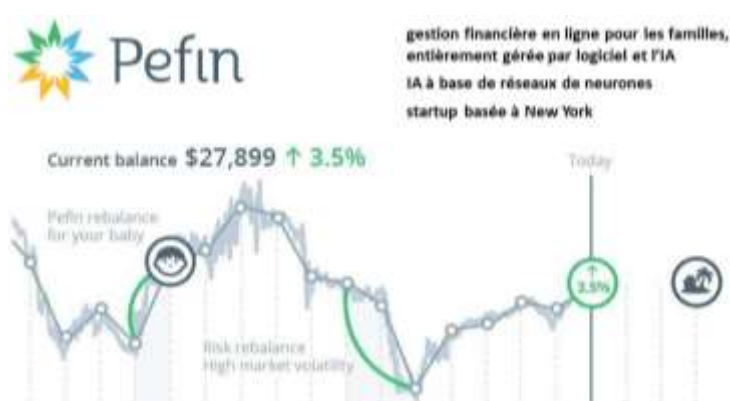 Pefin
gestion financière en ligne pour les familles,
entièrement gérée par logiciel et l'IA
IA à base de réseaux de neurones
startup basée à New York
Current balance $27,899 ↑ 3.5%
Today
Pefin rebalance
for your baby
↑
3.5%
Risk rebalance
High market volatility